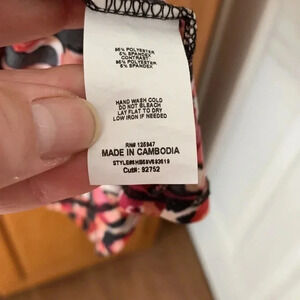 95% POLYESTER
5% SPANDEX
CONTRAST
95% POLYESTER
5% SPANDEX
HAND WASH COLD
DO NOT BLEACH
LAY FLAT TO DRY
LOW IRON IF NEEDED
RN# 125947
MADE IN CAMBODIA
Cut#: 92752